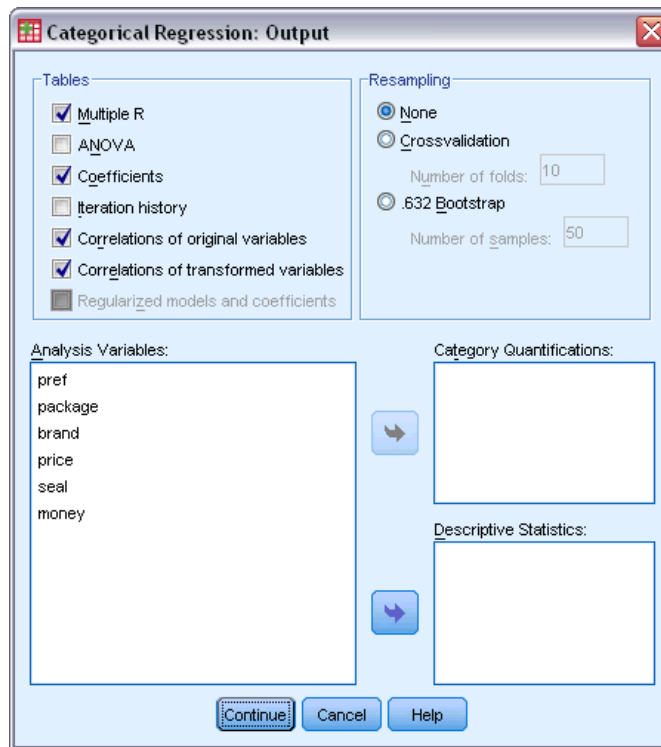 Categorical Regression: Output
Tables
Multiple R
ANOVA
Coefficients
Iteration history
Correlations of original variables
Correlations of transformed variables
Regularized models and coefficients
Resampling
None
Crossvalidation
Number of folds: 10
.632 Bootstrap
Number of samples: 50
Analysis Variables:
pref
package
brand
price
seal
money
Category Quantifications:
Descriptive Statistics:
Continue
Cancel
Help